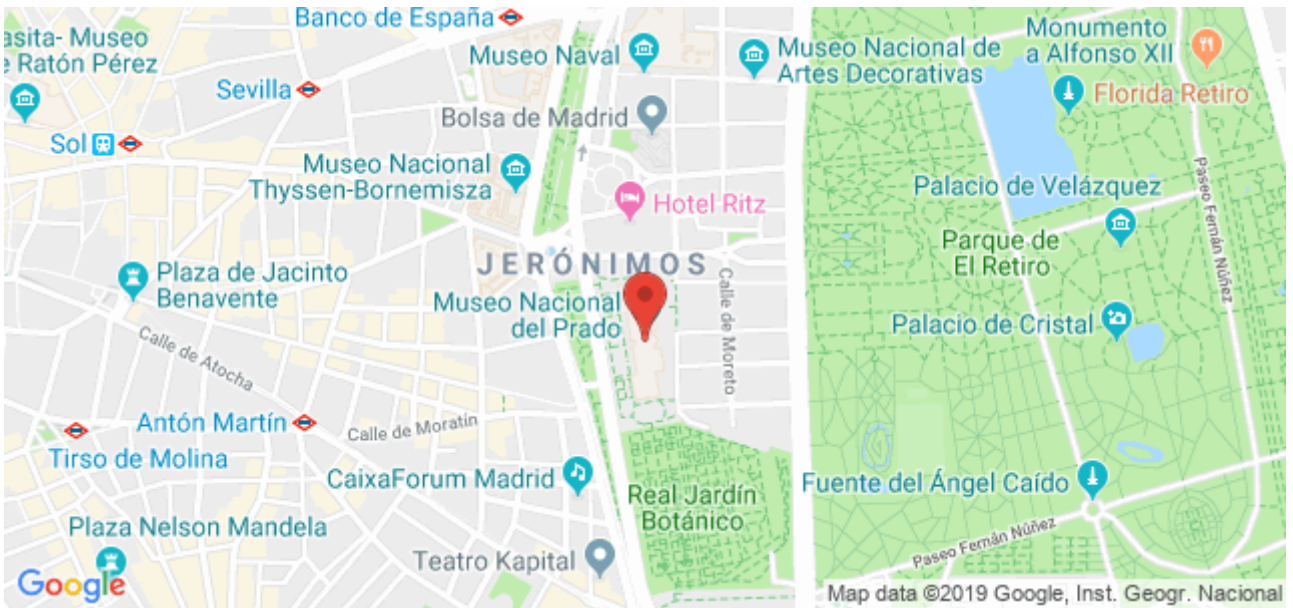 Banco de España
asita- Museo
e Ratón Pérez
Museo Naval
Museo Nacional de
Artes Decorativas
Monumento
a Alfonso XII
Sevilla
Florida Retiro
Bolsa de Madrid
Sol
Museo Nacional
Thyssen-Bornemisza
Palacio de Velázquez
Paseo Fernán Núñez
Hotel Ritz
Parque de
El Retiro
JERÓNIMOS
Plaza de Jacinto
Benavente
Museo Nacional
del Prado
Calle de Moreto
Palacio de Cristal
Calle de Atocha
Antón Martín
Calle de Moratín
Tirso de Molina
CaixaForum Madrid
Fuente del Ángel Caído
Real Jardín
Botánico
Plaza Nelson Mandela
Paseo Fernán Núñez
Teatro Kapital
Google
Map data ©2019 Google, Inst. Geogr. Nacional